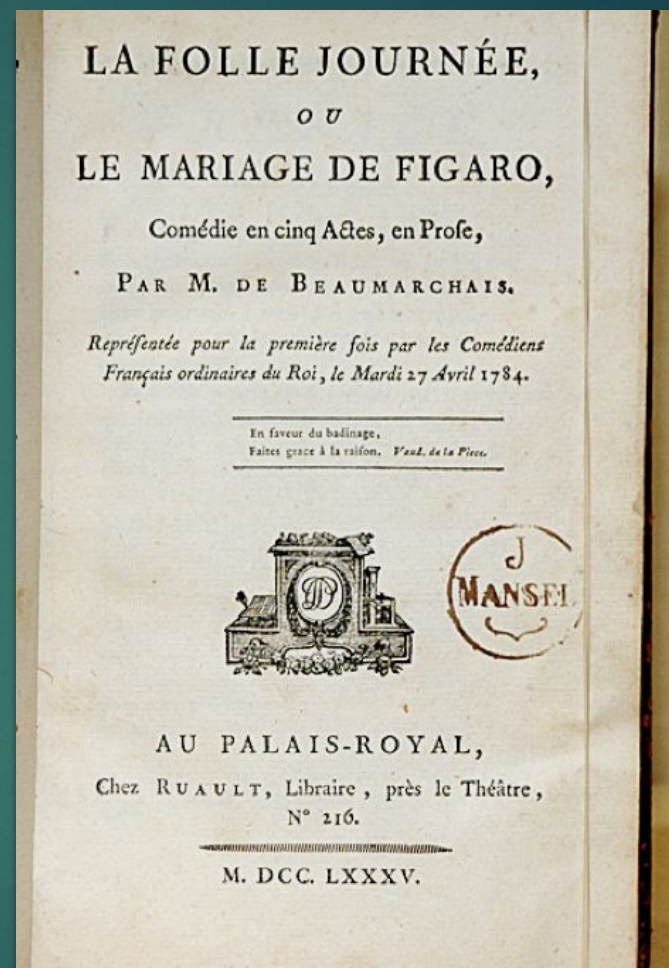 LA FOLLE JOURNÉE,
OU
LE MARIAGE DE FIGARO,
Comédie en cinq Actes, en Prose,
PAR M. DE BEAUMARCHAIS.
Représentée pour la première fois par les Comédiens
Français ordinaires du Roi, le Mardi 27 Avril 1784.
En faveur du badinage,
Faites grace à la raison. Vaud. de la Piece.
J
MANSEL
AU PALAIS-ROYAL,
Chez RUAULT, Libraire, près le Théâtre,
N° 216.
M. DCC. LXXXV.